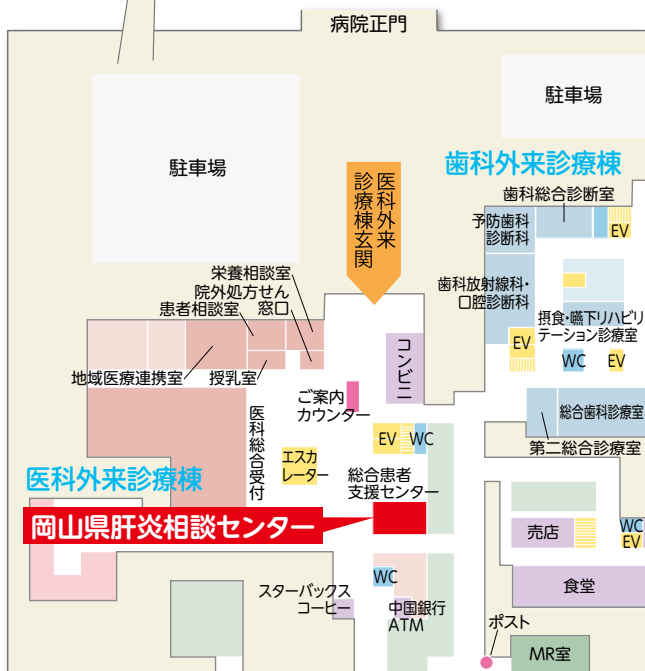 病院正門
駐車場
駐車場
歯科外来診療棟
歯科総合診断室
予防歯科
診断科
EV
医科外来
診療棟玄関
栄養相談室
院外処方せん
窓口
患者相談室
歯科放射線科・
口腔診断科
摂食・嚥下リハビリ
テーション診療室
EV
WC
EV
コンビニ
地域医療連携室
授乳室
ご案内
カウンター
総合歯科診療室
第二総合診療室
医科総合受付
EV
WC
エスカ
レーター
総合患者
支援センター
医科外来診療棟
岡山県肝炎相談センター
売店
WC
EV
WC
スターバックス
コーヒー
中国銀行
ATM
食堂
ポスト
MR室